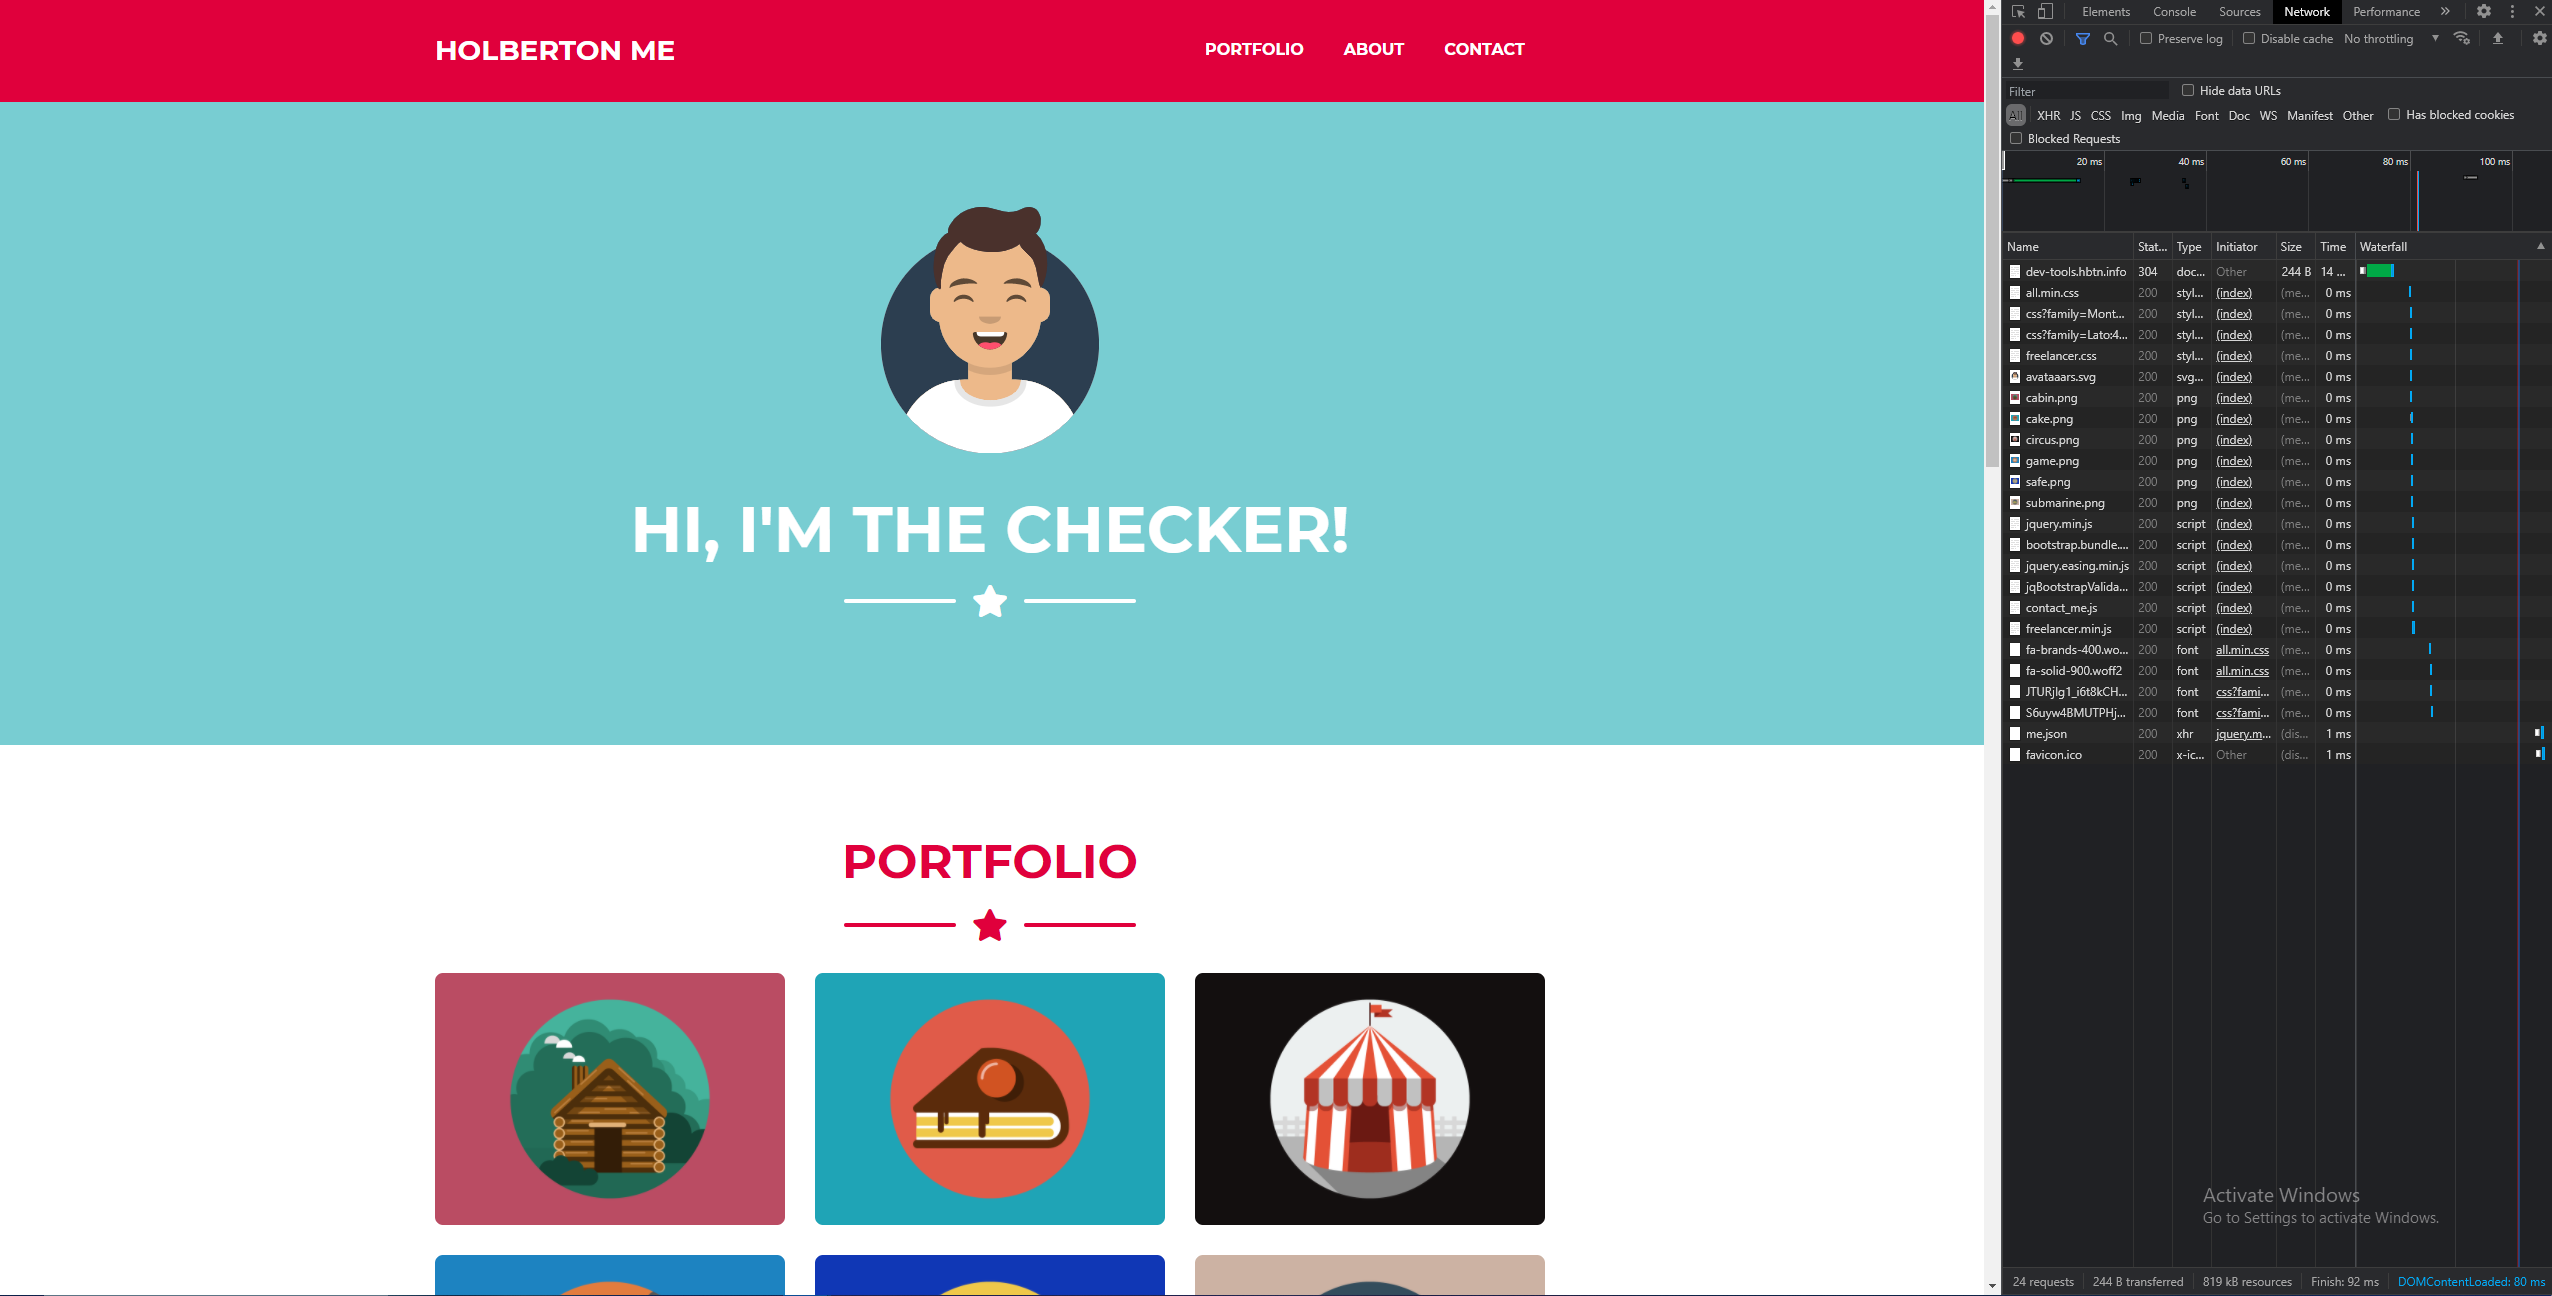 HOLBERTON ME
PORTFOLIO ABOUT CONTACT
HI, I'M THE CHECKER!
PORTFOLIO
Elements Console Sources Network Performance
Preserve log Disable cache No throttling
Filter Hide data URLs
All XHR JS CSS Img Media Font Doc WS Manifest Other Has blocked cookies
Blocked Requests
20 ms 40 ms 60 ms 80 ms 100 ms
Name Stat... Type Initiator Size Time Waterfall
dev-tools.hbtn.info 304 doc... Other 244 B 14 ...
all.min.css 200 styl... (index) (me... 0 ms
css?family=Mont... 200 styl... (index) (me... 0 ms
css?family=Lato:4... 200 styl... (index) (me... 0 ms
freelancer.css 200 styl... (index) (me... 0 ms
avataaars.svg 200 svg... (index) (me... 0 ms
cabin.png 200 png (index) (me... 0 ms
cake.png 200 png (index) (me... 0 ms
circus.png 200 png (index) (me... 0 ms
game.png 200 png (index) (me... 0 ms
safe.png 200 png (index) (me... 0 ms
submarine.png 200 png (index) (me... 0 ms
jquery.min.js 200 script (index) (me... 0 ms
bootstrap.bundle.... 200 script (index) (me... 0 ms
jquery.easing.min.js 200 script (index) (me... 0 ms
jqBootstrapValida... 200 script (index) (me... 0 ms
contact_me.js 200 script (index) (me... 0 ms
freelancer.min.js 200 script (index) (me... 0 ms
fa-brands-400.wo... 200 font all.min.css (me... 0 ms
fa-solid-900.woff2 200 font all.min.css (me... 0 ms
JTURjIg1_i6t8kCH... 200 font css?fami... (me... 0 ms
S6uyw4BMUTPHj... 200 font css?fami... (me... 0 ms
me.json 200 xhr jquery.m... (dis... 1 ms
favicon.ico 200 x-ic... Other (dis... 1 ms
Activate Windows
Go to Settings to activate Windows.
24 requests 244 B transferred 819 kB resources Finish: 92 ms DOMContentLoaded: 80 ms